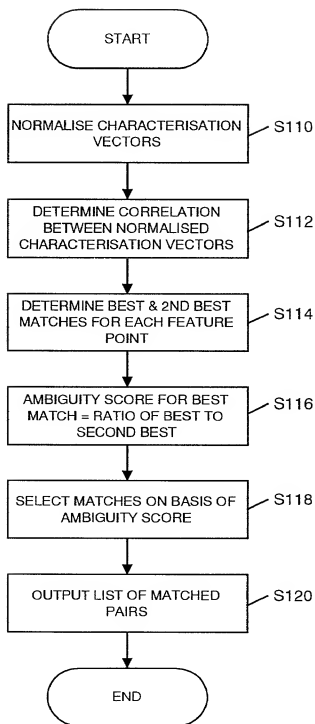 START
NORMALISE CHARACTERISATION
VECTORS
S110
DETERMINE CORRELATION
BETWEEN NORMALISED
CHARACTERISATION VECTORS
S112
DETERMINE BEST & 2ND BEST
MATCHES FOR EACH FEATURE
POINT
S114
AMBIGUITY SCORE FOR BEST
MATCH = RATIO OF BEST TO
SECOND BEST
S116
SELECT MATCHES ON BASIS OF
AMBIGUITY SCORE
S118
OUTPUT LIST OF MATCHED
PAIRS
S120
END